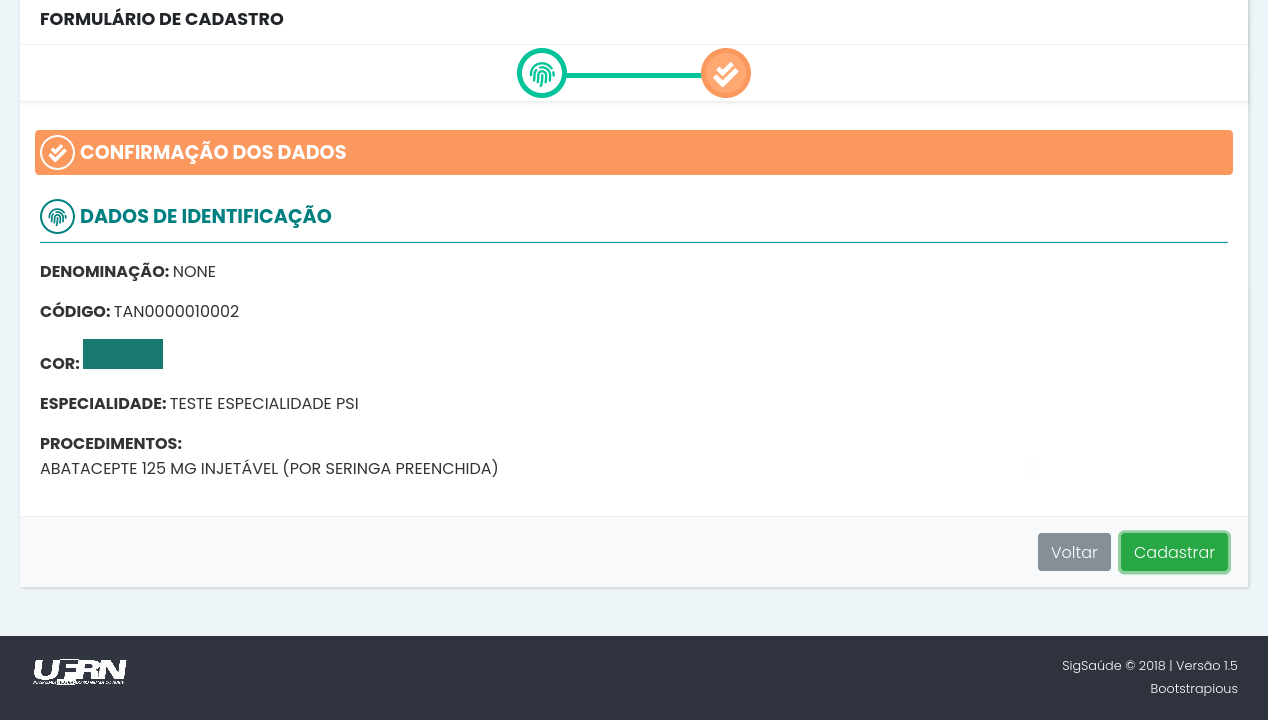 FORMULÁRIO DE CADASTRO
CONFIRMAÇÃO DOS DADOS
DADOS DE IDENTIFICAÇÃO
DENOMINAÇÃO: NONE
CÓDIGO: TAN0000010002
COR:
ESPECIALIDADE: TESTE ESPECIALIDADE PSI
PROCEDIMENTOS:
ABATACEPTE 125 MG INJETÁVEL (POR SERINGA PREENCHIDA)
Voltar
Cadastrar
UFRN
SigSaúde © 2018 | Versão 1.5
Bootstrapious